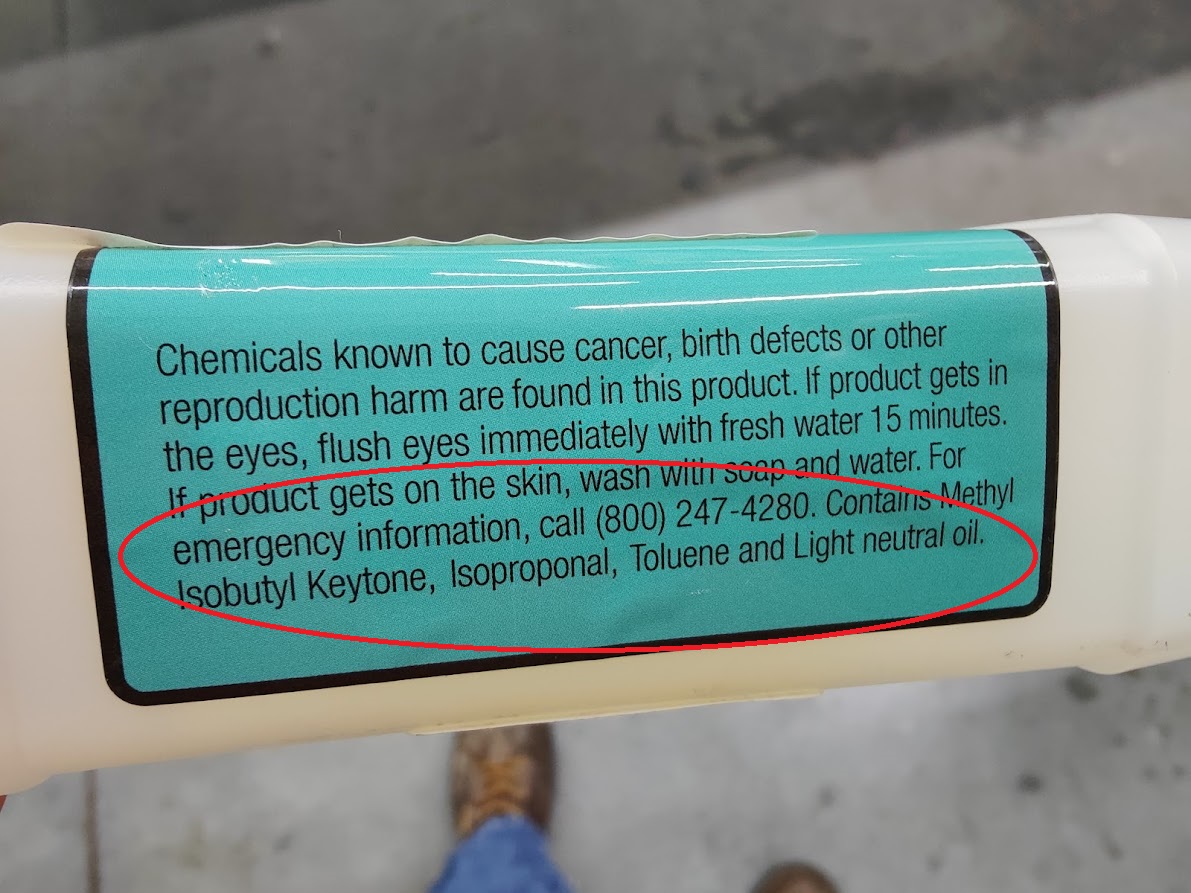 Chemicals known to cause cancer, birth defects or other
reproduction harm are found in this product. If product gets in
the eyes, flush eyes immediately with fresh water 15 minutes.
If product gets on the skin, wash with soap and water. For
emergency information, call (800) 247-4280. Contains Methyl
Isobutyl Keytone, Isoproponal, Toluene and Light neutral oil.